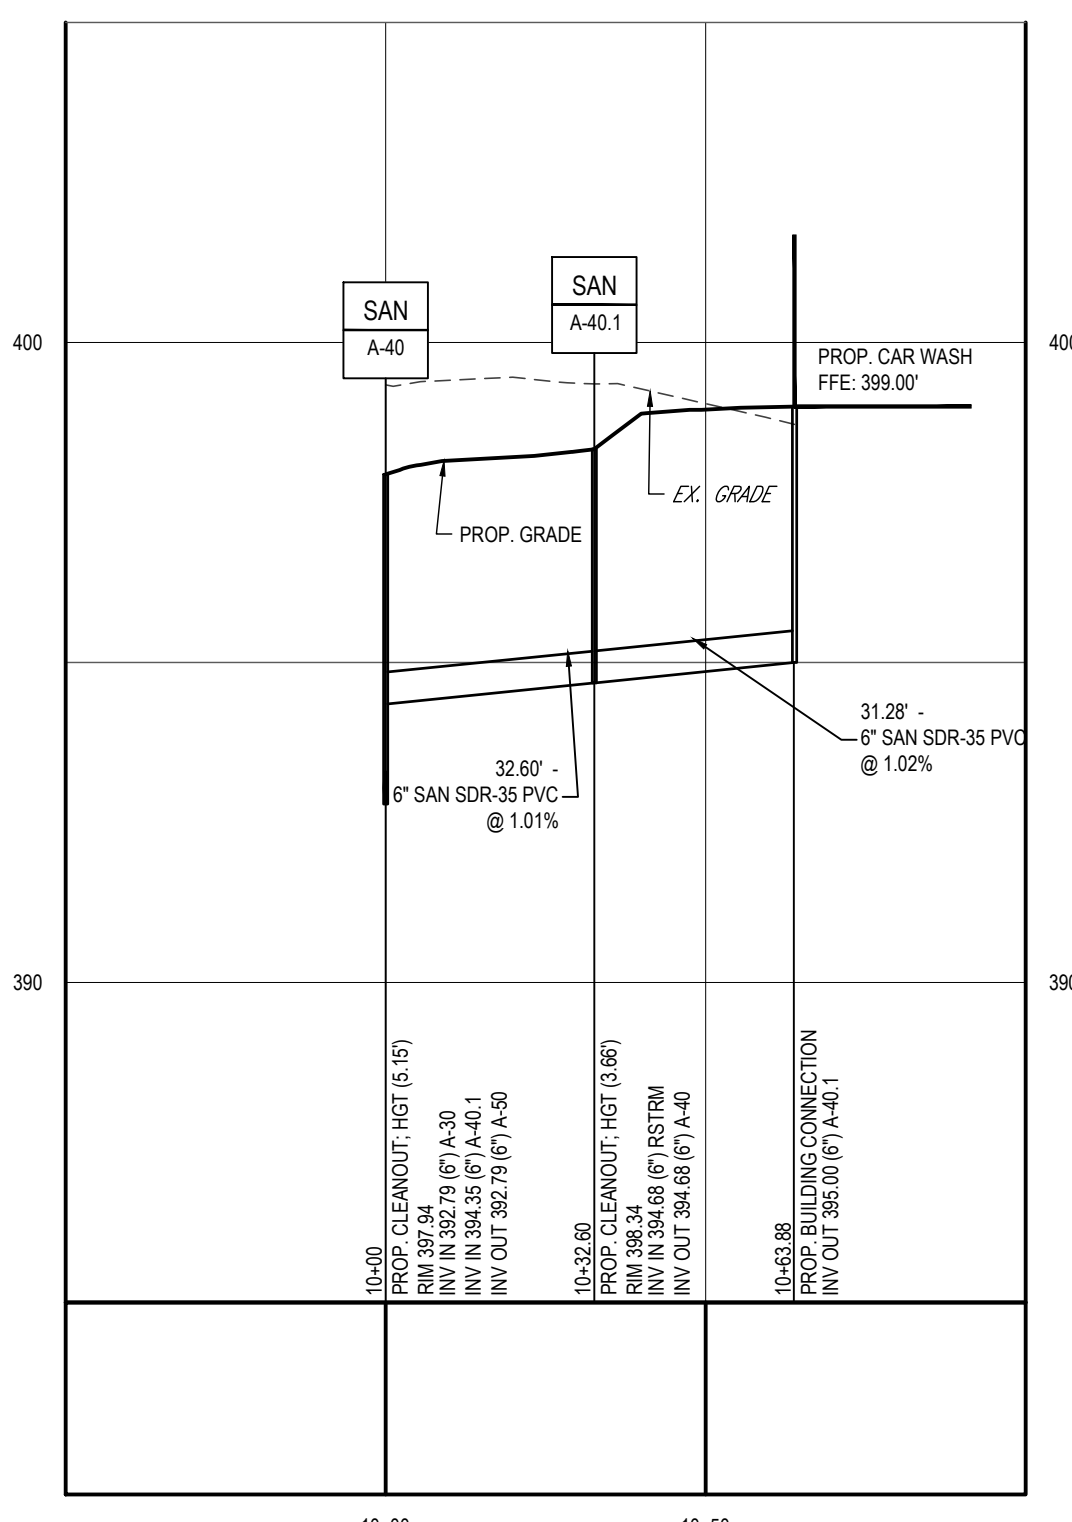 SAN
A-40
SAN
A-40.1
400
400
PROP. CAR WASH
FFE: 399.00'
EX. GRADE
PROP. GRADE
31.28' -
6" SAN SDR-35 PVC
@ 1.02%
32.60' -
6" SAN SDR-35 PVC
@ 1.01%
390
390
10+00
PROP. CLEANOUT; HGT (5.15')
RIM 397.94
INV IN 392.79 (6") A-30
INV IN 394.35 (6") A-40.1
INV OUT 392.79 (6") A-50
10+32.60
PROP. CLEANOUT; HGT (3.66')
RIM 398.34
INV IN 394.68 (6") RSTRM
INV OUT 394.68 (6") A-40
10+63.88
PROP. BUILDING CONNECTION
INV OUT 395.00 (6") A-40.1